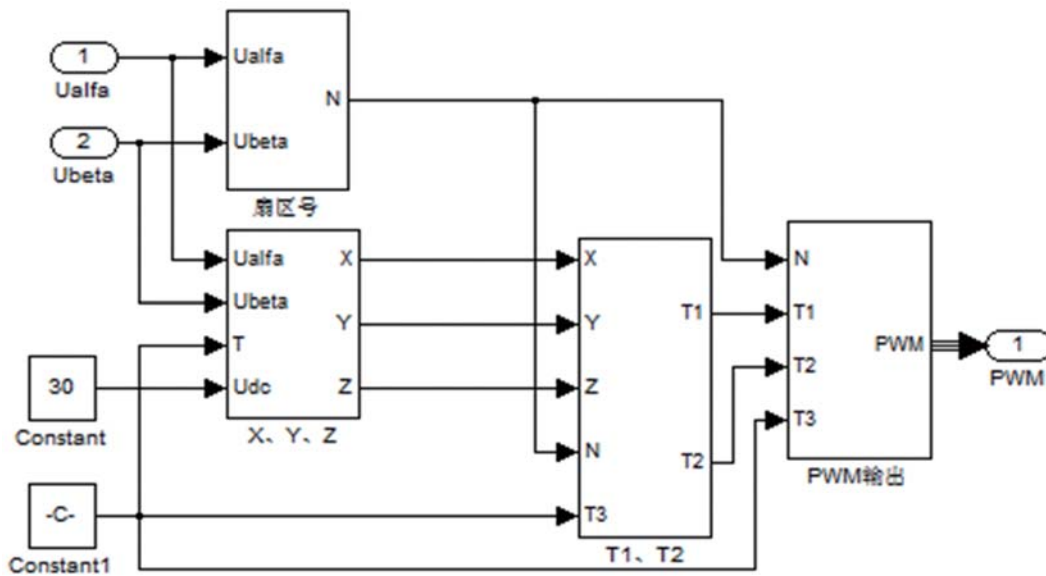 1
Ualfa
2
Ubeta
Ualfa
Ubeta
N
扇区号
Ualfa
Ubeta
T
Udc
X
Y
Z
X、Y、Z
30
Constant
-C-
Constant1
X
Y
Z
N
T3
T1
T2
T1、T2
N
T1
T2
T3
PWM
PWM输出
1
PWM